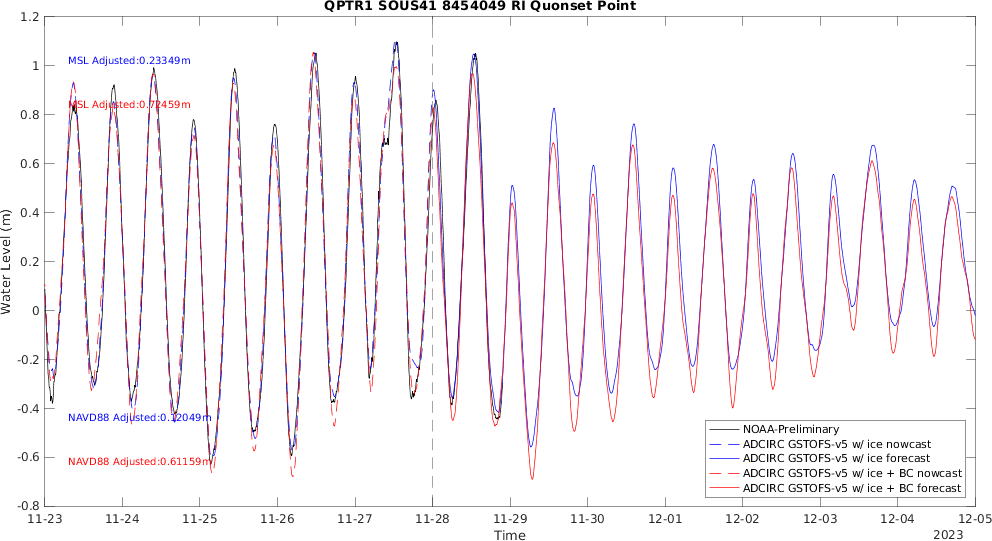 QPTR1 SOUS41 8454049 RI Quonset Point
1.2
1
0.8
0.6
0.4
0.2
0
-0.2
-0.4
-0.6
-0.8
Water Level (m)
MSL Adjusted:0.23349m
MSL Adjusted:0.72459m
NAVD88 Adjusted:0.12049m
NAVD88 Adjusted:0.61159m
NOAA-Preliminary
ADCIRC GSTOFS-v5 w/ ice nowcast
ADCIRC GSTOFS-v5 w/ ice forecast
ADCIRC GSTOFS-v5 w/ ice + BC nowcast
ADCIRC GSTOFS-v5 w/ ice + BC forecast
11-23 11-24 11-25 11-26 11-27 11-28 11-29 11-30 12-01 12-02 12-03 12-04 12-05
Time
2023